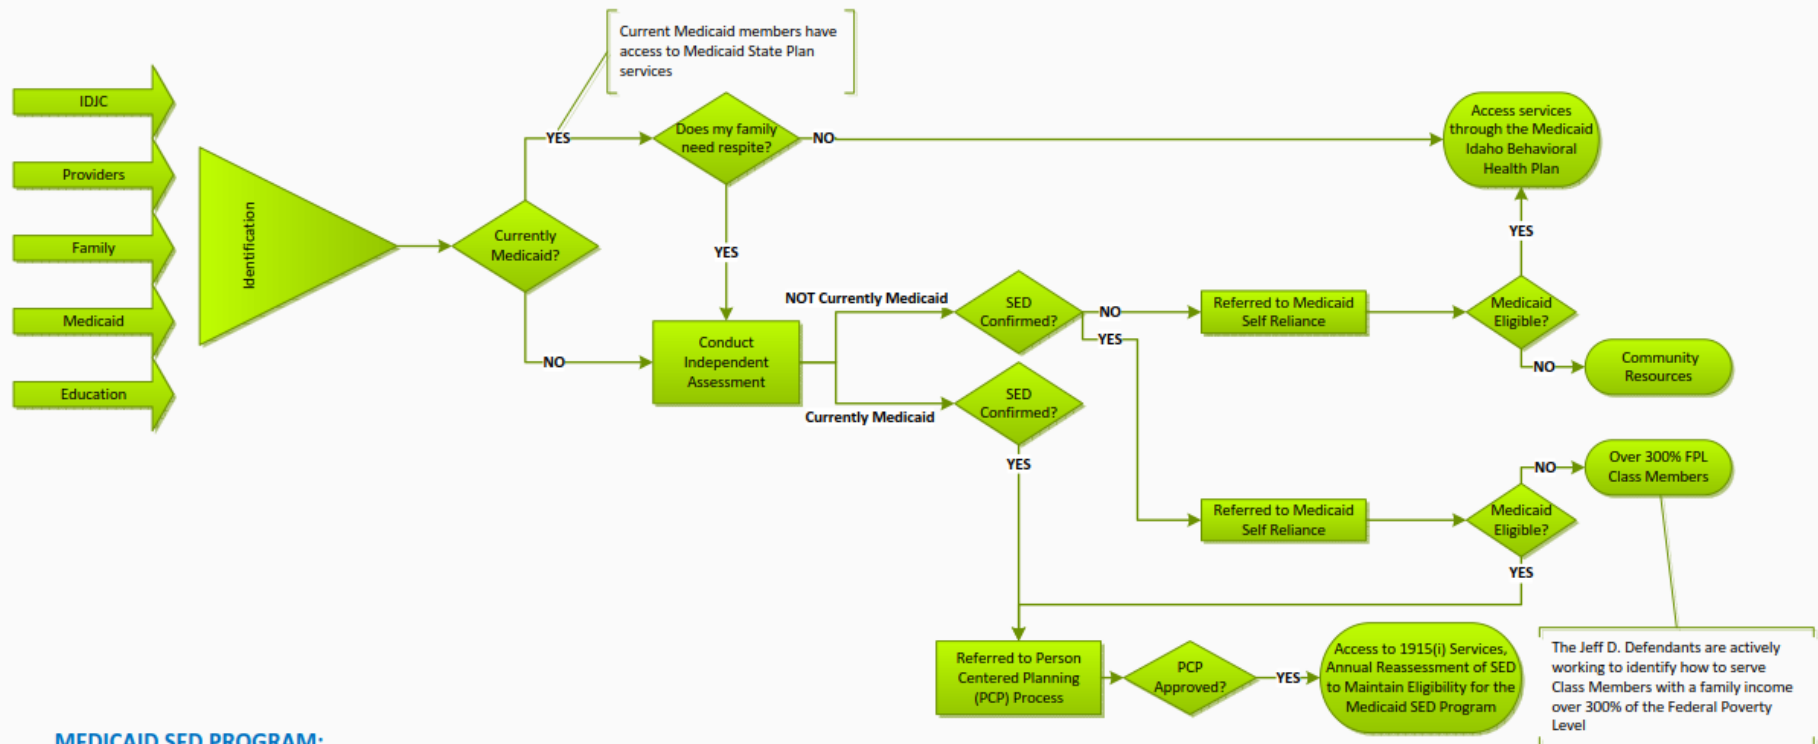 Current Medicaid members have
access to Medicaid State Plan
services
IDJC
Providers
Family
Medicaid
Education
Identification
Currently
Medicaid?
YES
Does my family
need respite?
NO
Access services
through the Medicaid
Idaho Behavioral
Health Plan
YES
NO
Conduct
Independent
Assessment
NOT Currently Medicaid
SED
Confirmed?
NO
YES
Referred to Medicaid
Self Reliance
Medicaid
Eligible?
YES
NO
Community
Resources
Currently Medicaid
SED
Confirmed?
YES
Referred to Medicaid
Self Reliance
Medicaid
Eligible?
NO
Over 300% FPL
Class Members
YES
Referred to Person
Centered Planning
(PCP) Process
PCP
Approved?
YES
Access to 1915(i) Services,
Annual Reassessment of SED
to Maintain Eligibility for the
Medicaid SED Program
The Jeff D. Defendants are actively
working to identify how to serve
Class Members with a family income
over 300% of the Federal Poverty
Level
MEDICAID SED PROGRAM: